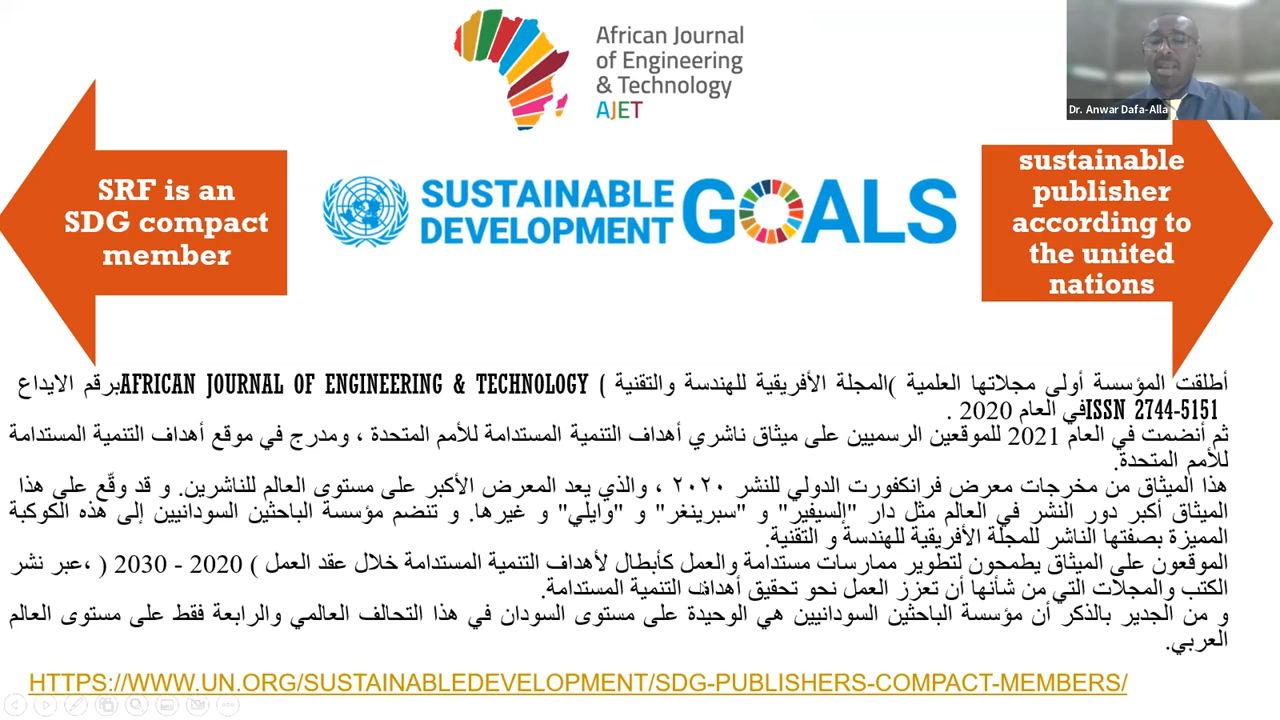 African Journal
of Engineering
& Technology
AJET
Dr. Anwar Dafa-Alla
SRF is an
SDG compact
member
SUSTAINABLE
DEVELOPMENT
GOALS
sustainable
publisher
according to
the united
nations
أطلقت المؤسسة أولى مجلاتها العلمية )المجلة الأفريقية للهندسة والتقنية ) AFRICAN JOURNAL OF ENGINEERING & TECHNOLOGYبرقم الايداع
ISSN 2744-5151في العام 2020 .
ثم أنضمت في العام 2021 للموقعين الرسميين على ميثاق ناشري أهداف التنمية المستدامة للأمم المتحدة ، ومدرج في موقع أهداف التنمية المستدامة
للأمم المتحدة.
هذا الميثاق من مخرجات معرض فرانكفورت الدولي للنشر ٢٠٢٠ ، والذي يعد المعرض الأكبر على مستوى العالم للناشرين. و قد وقّع على هذا
الميثاق أكبر دور النشر في العالم مثل دار "إلسيفير" و "سبرينغر" و "وايلي" و غيرها. و تنضم مؤسسة الباحثين السودانيين إلى هذه الكوكبة
المميزة بصفتها الناشر للمجلة الأفريقية للهندسة و التقنية.
الموقعون على الميثاق يطمحون لتطوير ممارسات مستدامة والعمل كأبطال لأهداف التنمية المستدامة خلال عقد العمل ) 2020 - 2030 ( ،عبر نشر
الكتب والمجلات التي من شأنها أن تعزز العمل نحو تحقيق أهداف التنمية المستدامة.
و من الجدير بالذكر أن مؤسسة الباحثين السودانيين هي الوحيدة على مستوى السودان في هذا التحالف العالمي والرابعة فقط على مستوى العالم
العربي.
HTTPS://WWW.UN.ORG/SUSTAINABLEDEVELOPMENT/SDG-PUBLISHERS-COMPACT-MEMBERS/